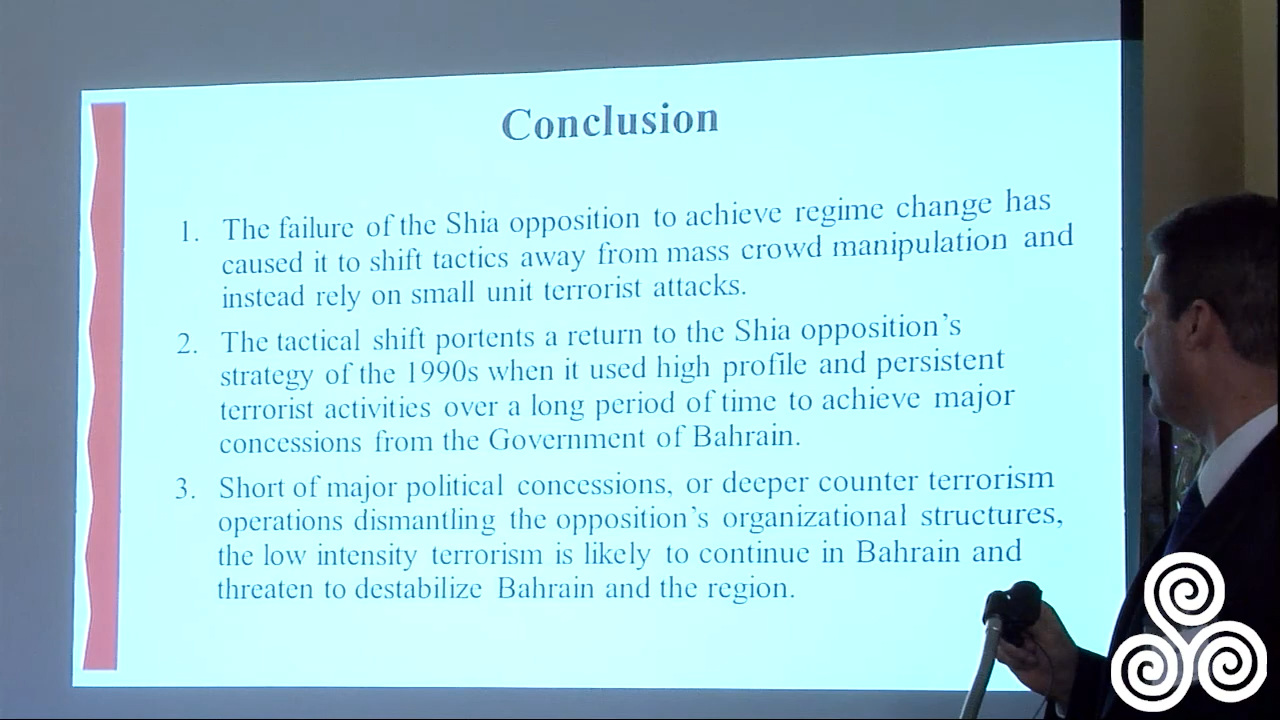 Conclusion
1. The failure of the Shia opposition to achieve regime change has
caused it to shift tactics away from mass crowd manipulation and
instead rely on small unit terrorist attacks.
2. The tactical shift portents a return to the Shia opposition's
strategy of the 1990s when it used high profile and persistent
terrorist activities over a long period of time to achieve major
concessions from the Government of Bahrain.
3. Short of major political concessions, or deeper counter terrorism
operations dismantling the opposition's organizational structures,
the low intensity terrorism is likely to continue in Bahrain and
threaten to destabilize Bahrain and the region.